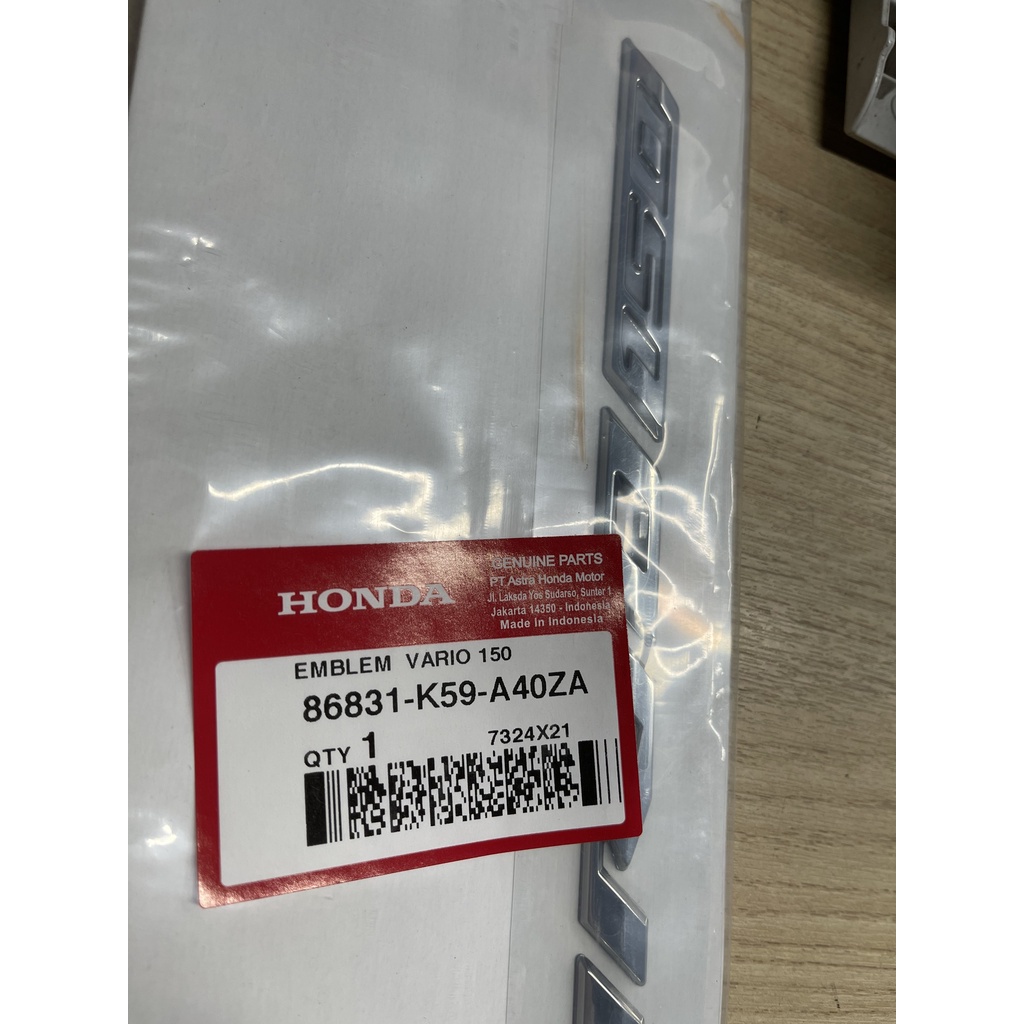 HONDA
GENUINE PARTS
PT Astra Honda Motor
Jl. Laksda Yos Sudarso, Sunter 1
Jakarta 14350 - Indonesia
Made in Indonesia
EMBLEM VARIO 150
86831-K59-A40ZA
QTY 1
7324X21
150